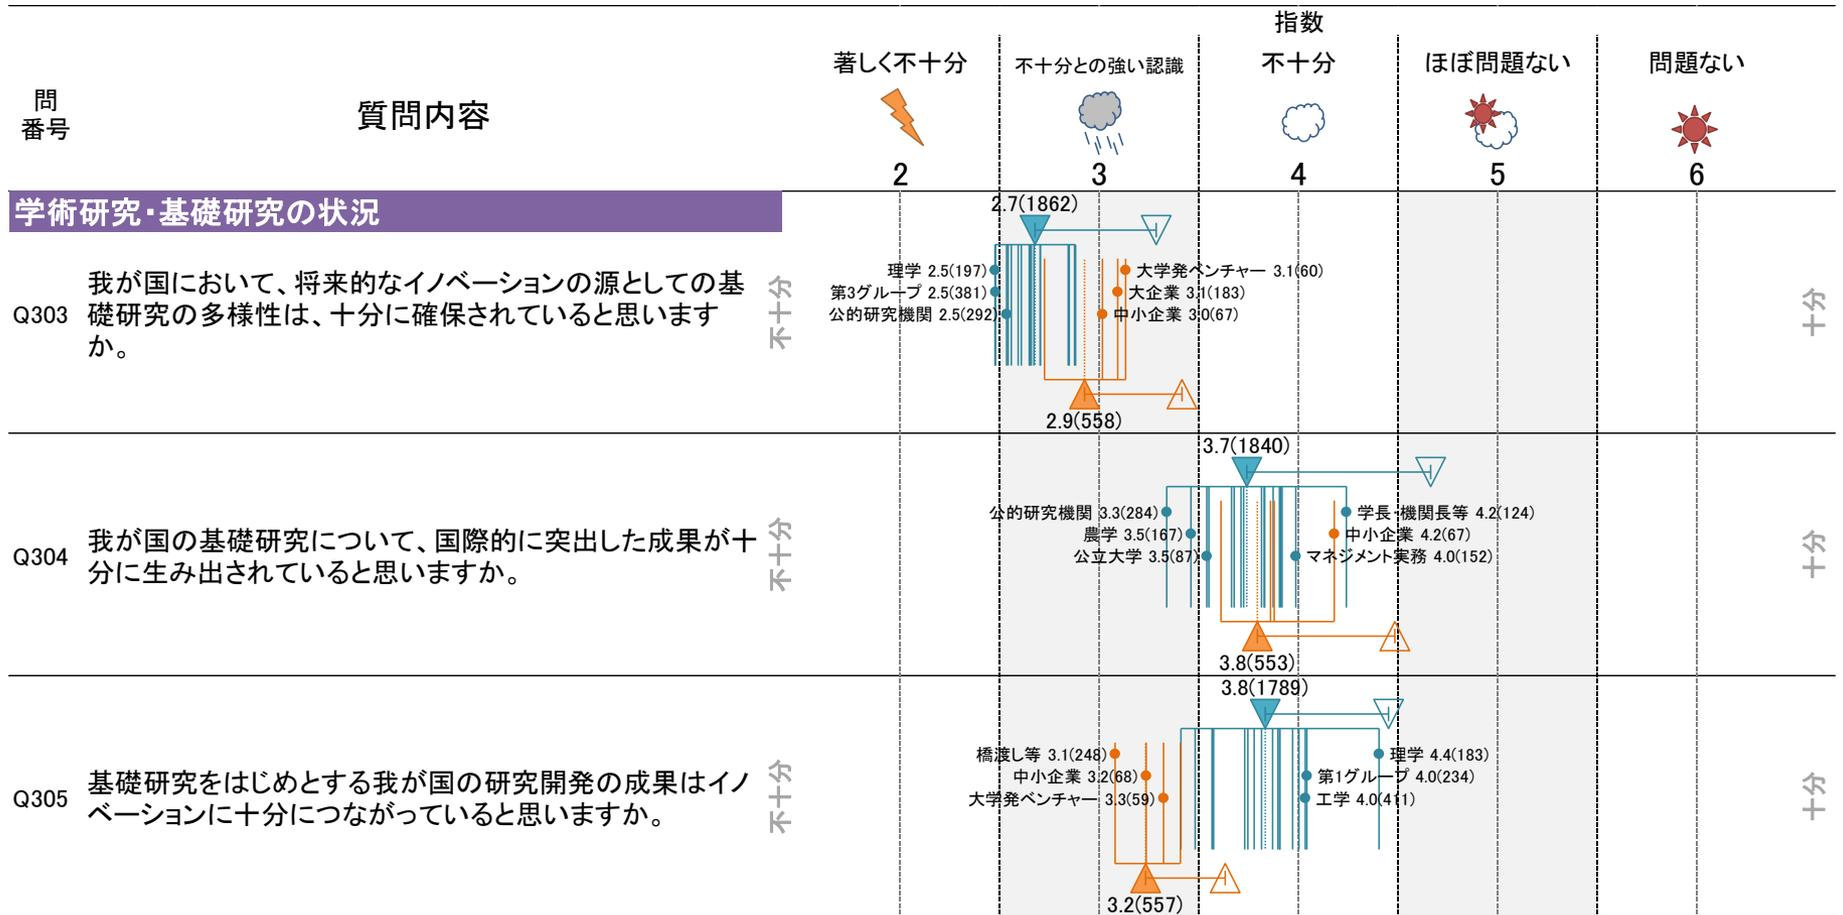 指数
著しく不十分
不十分との強い認識
不十分
ほぼ問題ない
問題ない
問
番号
質問内容
2
3
4
5
6
学術研究・基礎研究の状況
Q303
我が国において、将来的なイノベーションの源としての基
礎研究の多様性は、十分に確保されていると思います
か。
不十分
2.7(1862)
理学 2.5(197)
第3グループ 2.5(381)
公的研究機関 2.5(292)
大学発ベンチャー 3.1(60)
大企業 3.1(183)
中小企業 3.0(67)
2.9(558)
十分
Q304
我が国の基礎研究について、国際的に突出した成果が十
分に生み出されていると思いますか。
不十分
3.7(1840)
公的研究機関 3.3(284)
農学 3.5(167)
公立大学 3.5(87)
学長・機関長等 4.2(124)
中小企業 4.2(67)
マネジメント実務 4.0(152)
3.8(553)
十分
Q305
基礎研究をはじめとする我が国の研究開発の成果はイノ
ベーションに十分につながっていると思いますか。
不十分
3.8(1789)
橋渡し等 3.1(248)
中小企業 3.2(68)
大学発ベンチャー 3.3(59)
理学 4.4(183)
第1グループ 4.0(234)
工学 4.0(411)
3.2(557)
十分